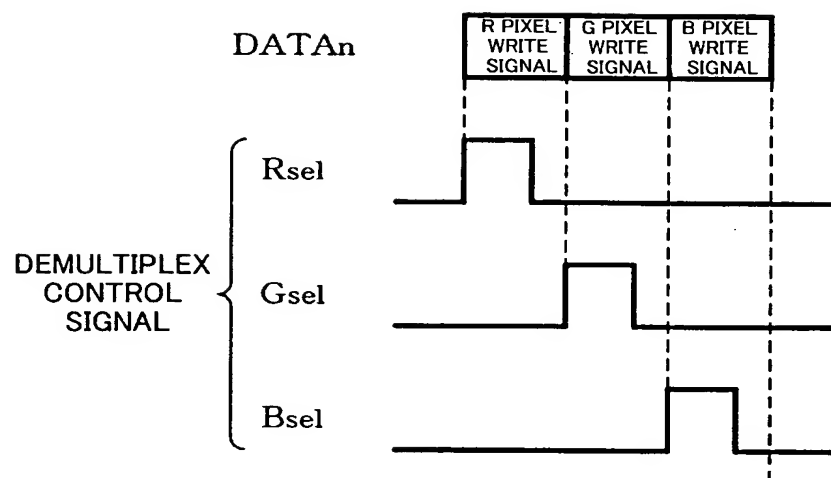 DATAn
R PIXEL
WRITE
SIGNAL
G PIXEL
WRITE
SIGNAL
B PIXEL
WRITE
SIGNAL
DEMULTIPLEX
CONTROL
SIGNAL
Rsel
Gsel
Bsel